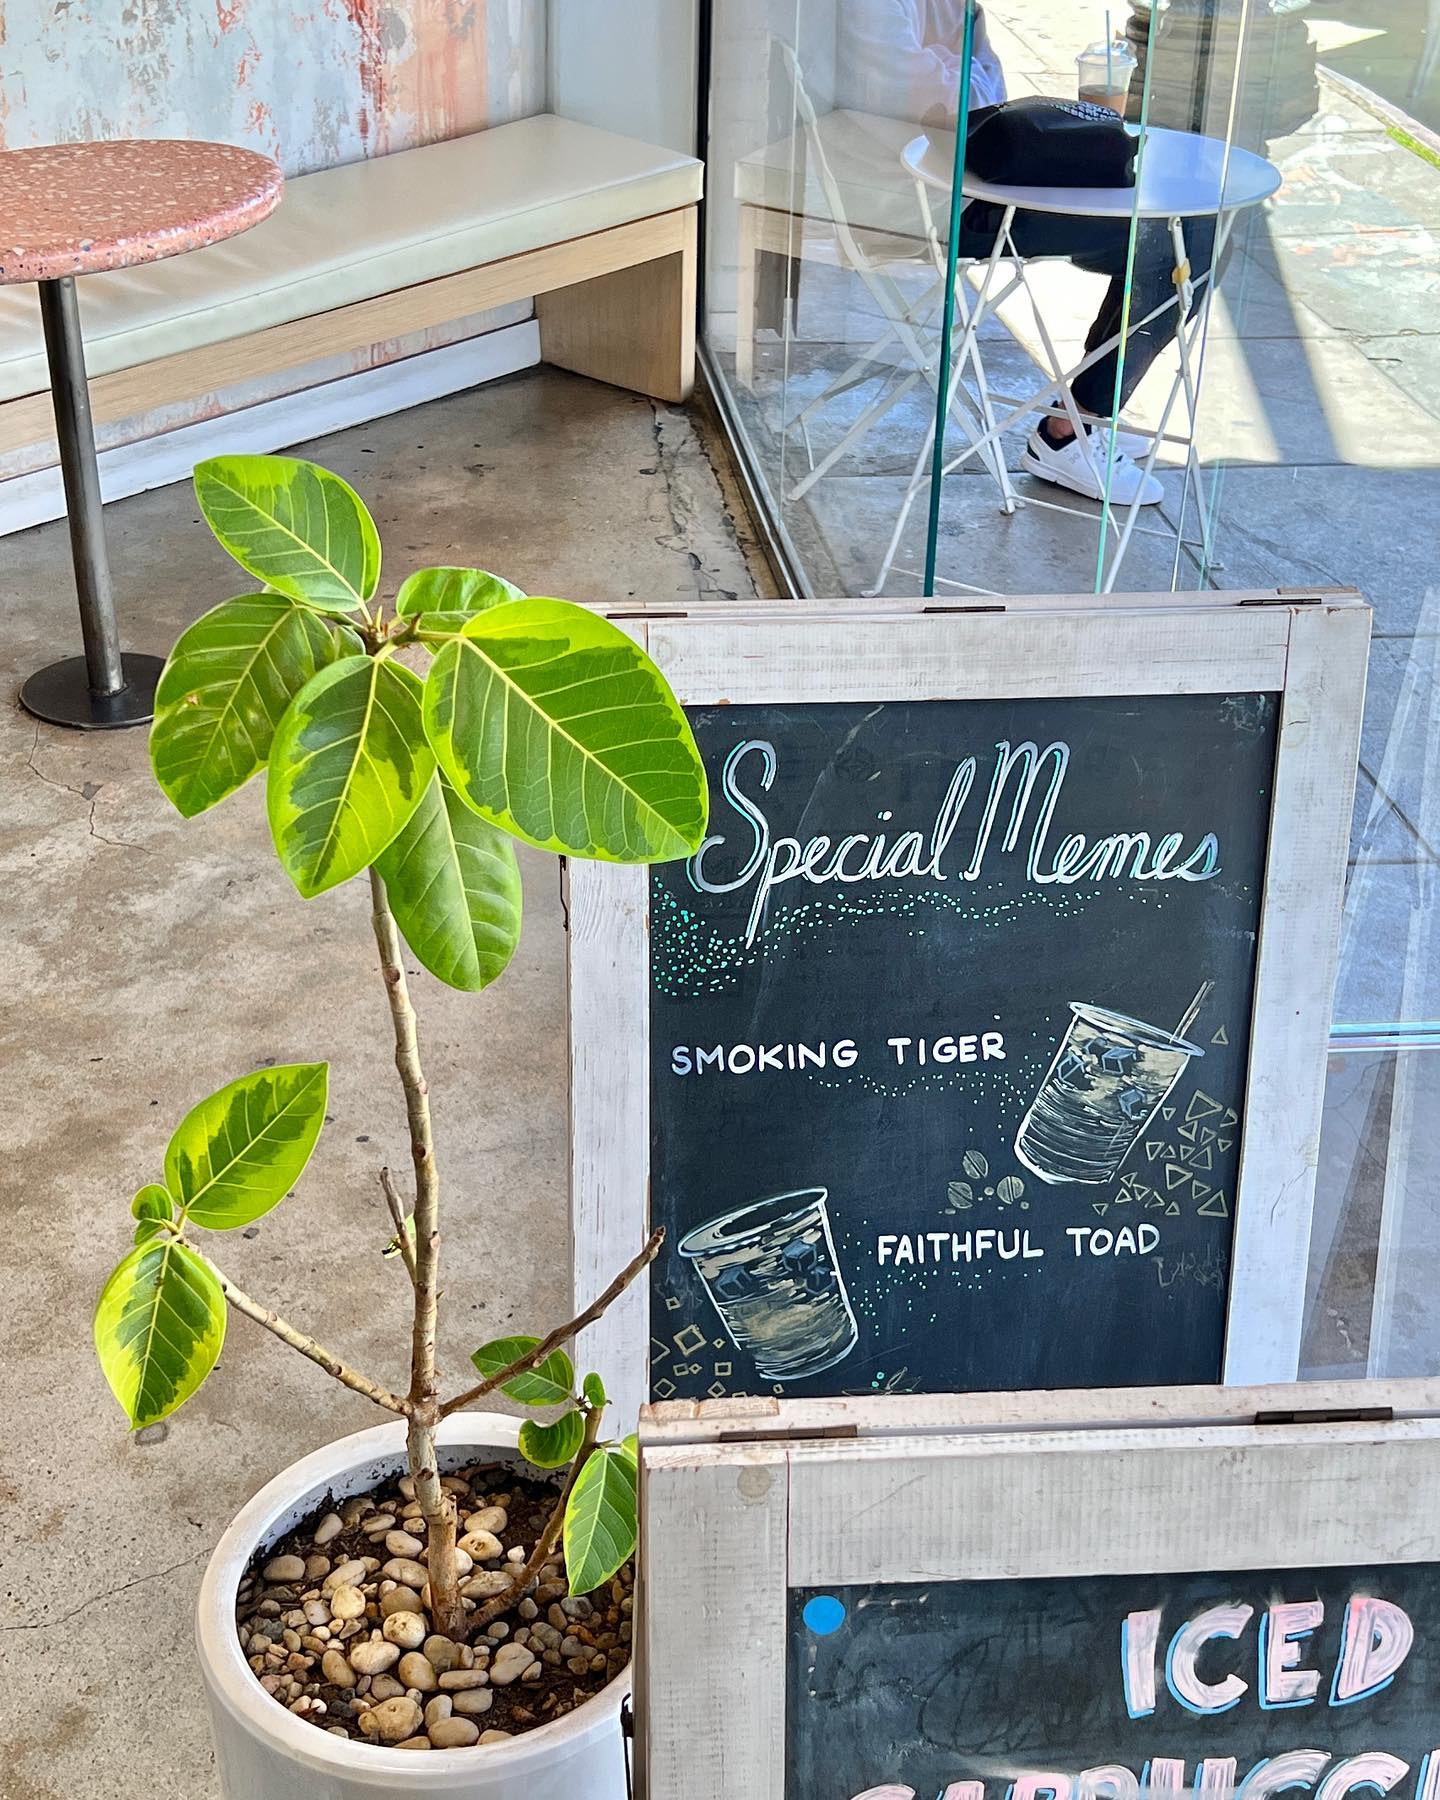 Special Memes
SMOKING TIGER
FAITHFUL TOAD
ICED